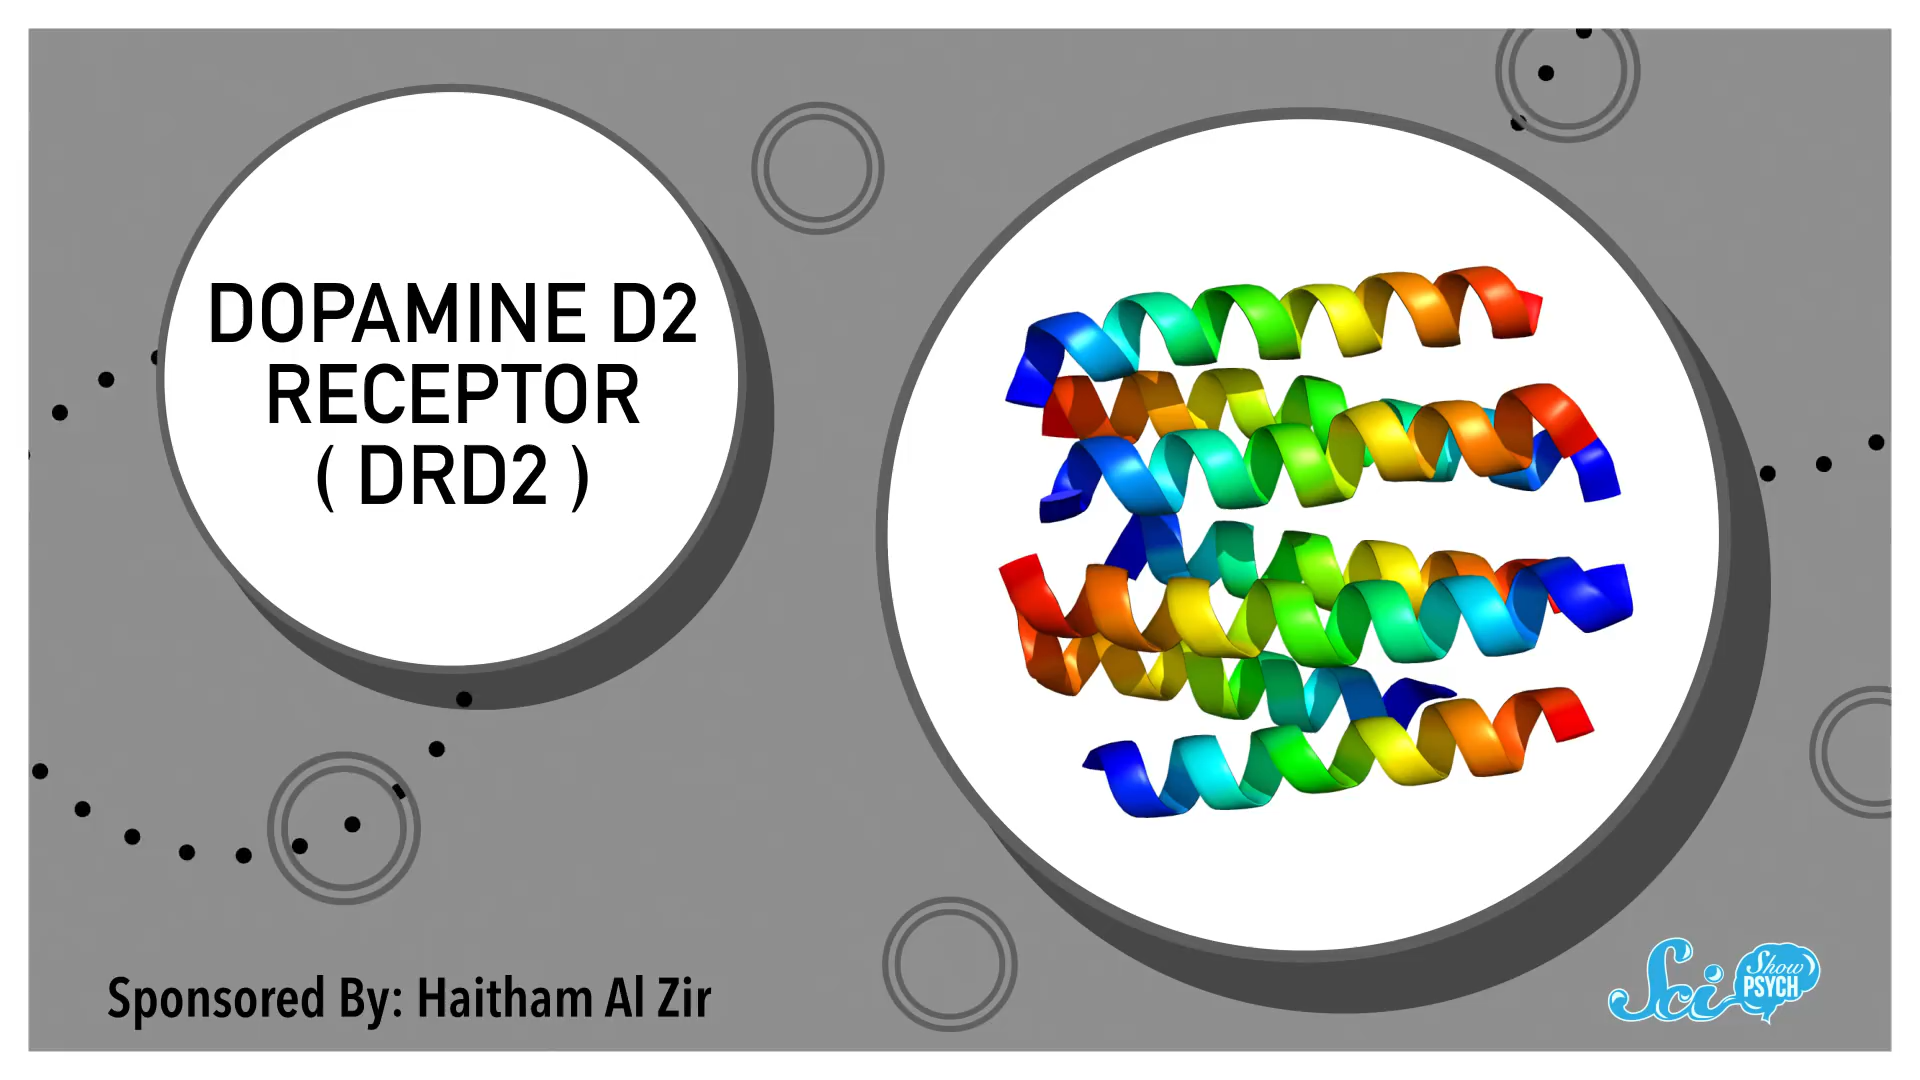 DOPAMINE D2
RECEPTOR
( DRD2 )
Sponsored By: Haitham Al Zir
Sci Show
PSYCH